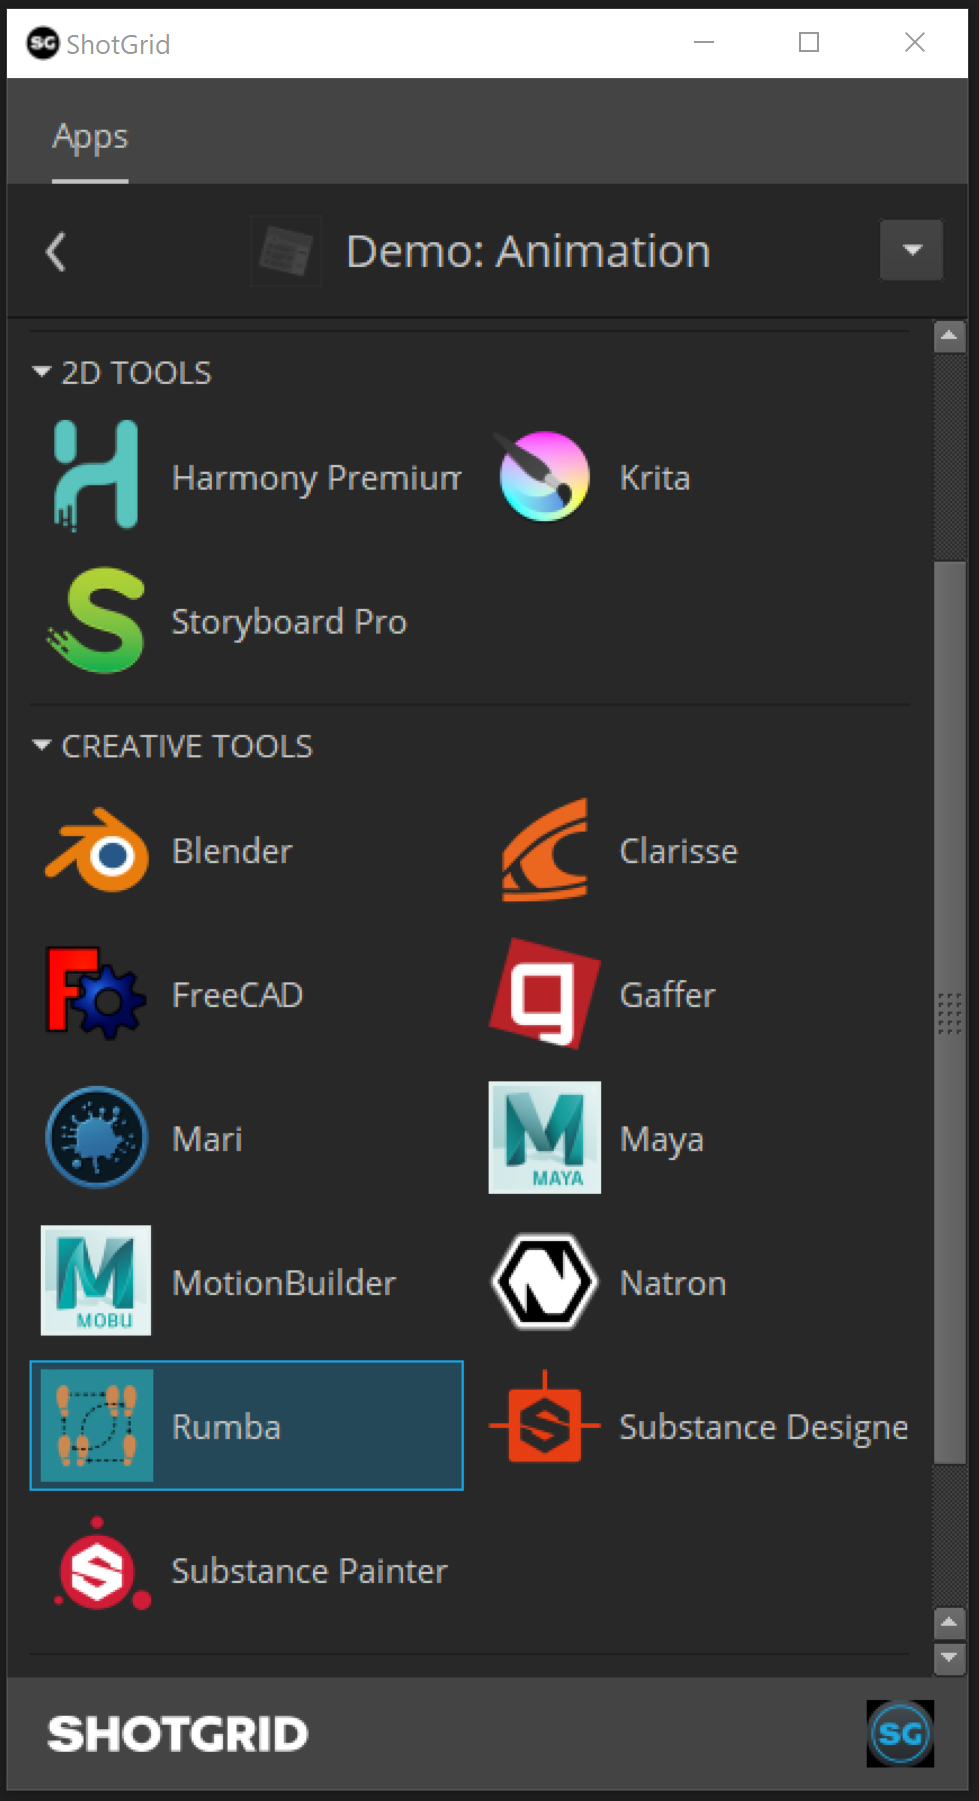 SG ShotGrid
Apps
Demo: Animation
2D TOOLS
Harmony Premium
Krita
Storyboard Pro
CREATIVE TOOLS
Blender
Clarisse
FreeCAD
Gaffer
Mari
MAYA
Maya
MOBU
MotionBuilder
Natron
Rumba
Substance Designe
Substance Painter
SHOTGRID
SG